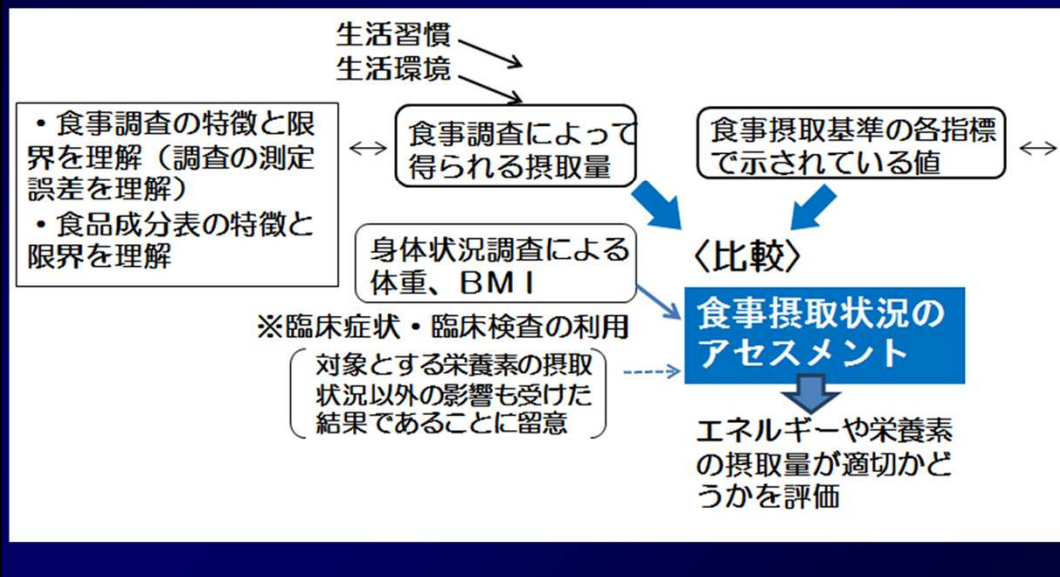 生活習慣
生活環境
・食事調査の特徴と限
界を理解(調査の測定
誤差を理解)
・食品成分表の特徴と
限界を理解
食事調査によって
得られる摂取量
食事摂取基準の各指標
で示されている値
〈比較〉
身体状況調査による
体重、BMI
※臨床症状・臨床検査の利用
対象とする栄養素の摂取
状況以外の影響も受けた
結果であることに留意
食事摂取状況の
アセスメント
エネルギーや栄養素
の摂取量が適切かど
うかを評価